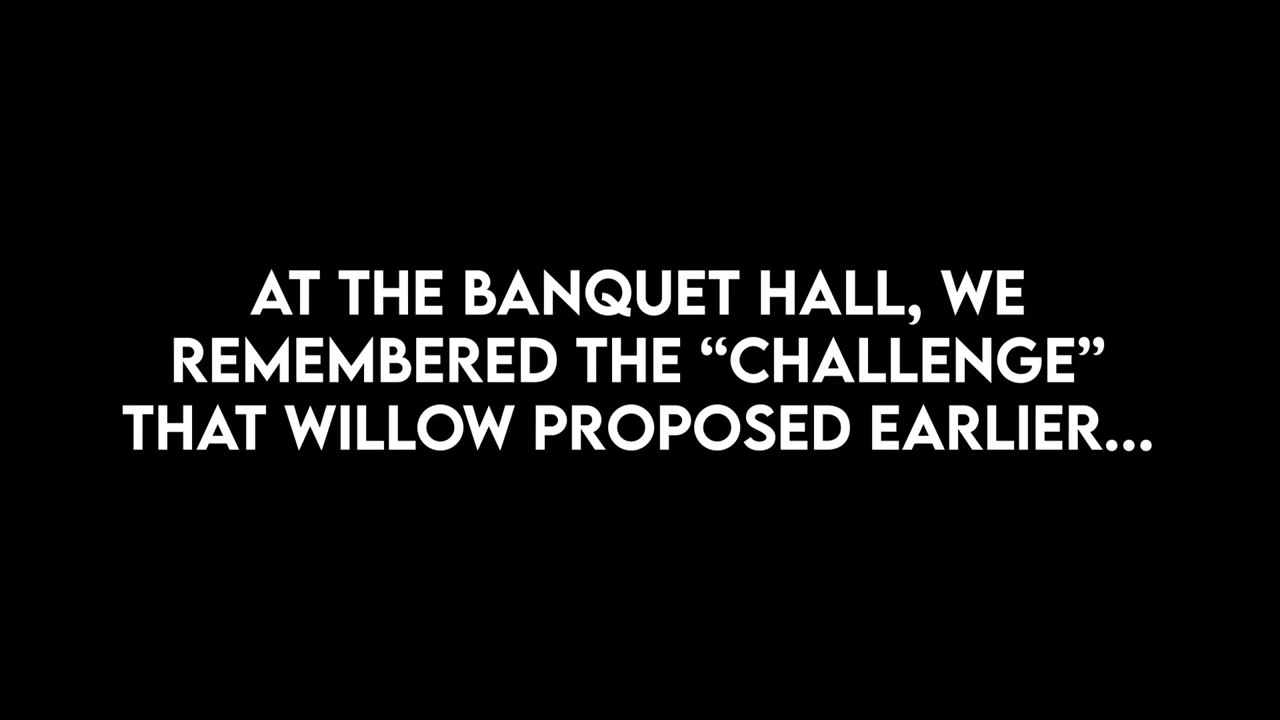 AT THE BANQUET HALL, WE
REMEMBERED THE “CHALLENGE”
THAT WILLOW PROPOSED EARLIER...